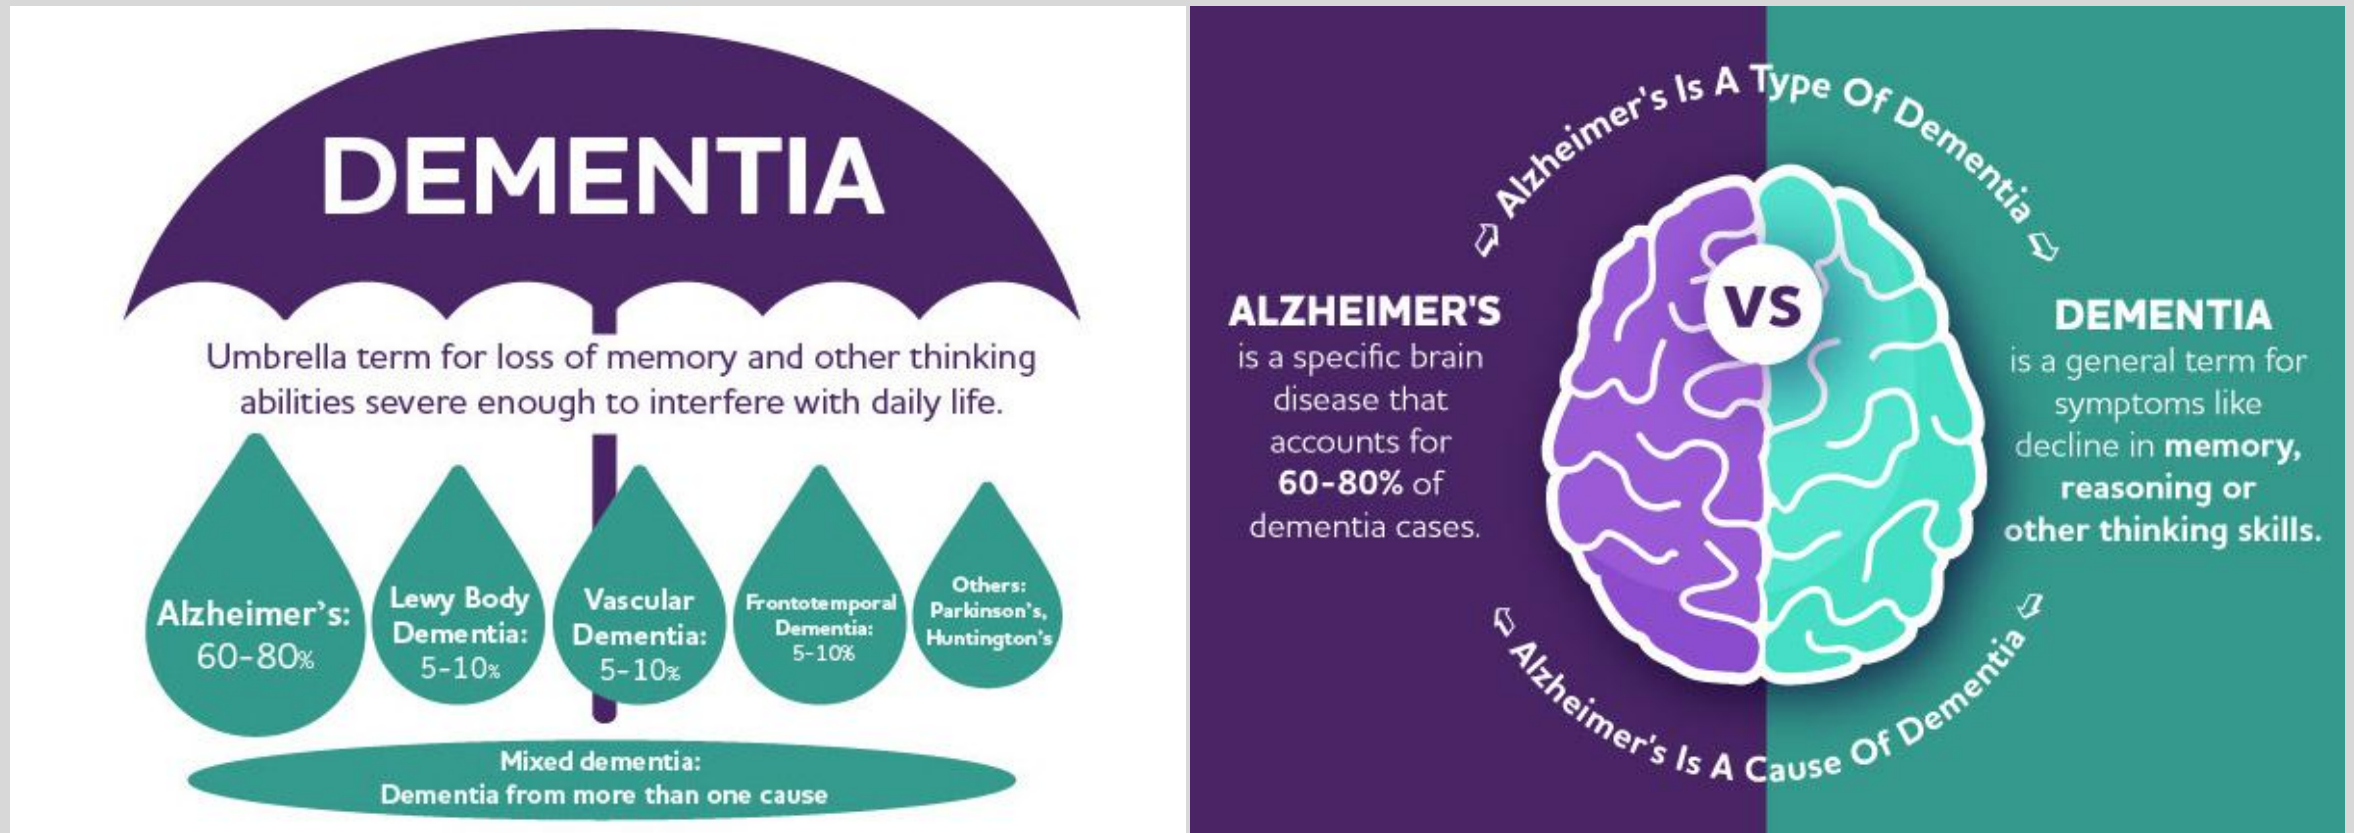 DEMENTIA
Umbrella term for loss of memory and other thinking
abilities severe enough to interfere with daily life.
Alzheimer's:
60-80%
Lewy Body
Dementia:
5-10%
Vascular
Dementia:
5-10%
Frontotemporal
Dementia:
5-10%
Others:
Parkinson's,
Huntington's
Mixed dementia:
Dementia from more than one cause
Alzheimer's Is A Type Of Dementia
ALZHEIMER'S
is a specific brain
disease that
accounts for
60-80% of
dementia cases.
VS
DEMENTIA
is a general term for
symptoms like
decline in memory,
reasoning or
other thinking skills.
Alzheimer's Is A Cause Of Dementia